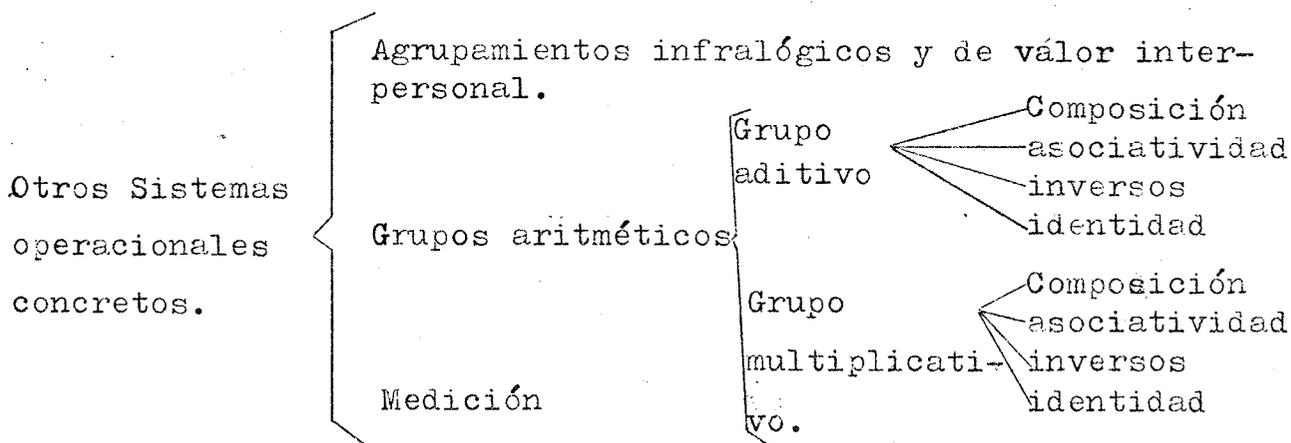 Agrupamientos infralógicos y de válor inter-
personal.
Otros Sistemas
operacionales
concretos.
Grupos aritméticos
Grupo
aditivo
Composición
asociatividad
inversos
identidad
Grupo
multiplicati-
vo.
Composición
asociatividad
inversos
identidad
Medición